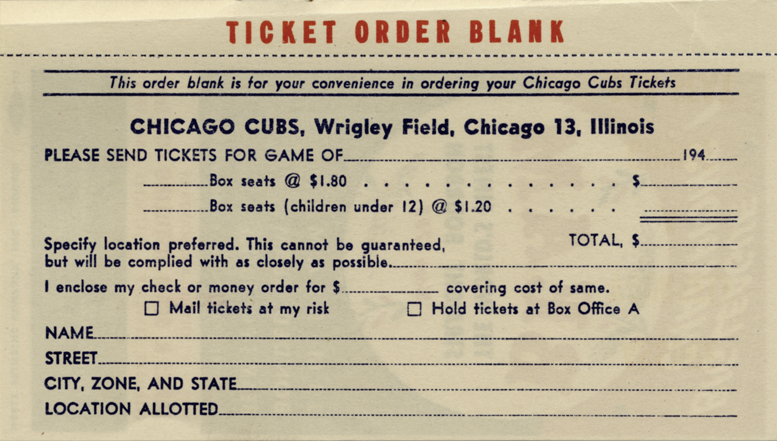 TICKET ORDER BLANK
This order blank is for your convenience in ordering your Chicago Cubs Tickets
CHICAGO CUBS, Wrigley Field, Chicago 13, Illinois
PLEASE SEND TICKETS FOR GAME OF 194
Box seats @ $1.80 . . . . . . . . . . . . . . $
Box seats (children under 12) @ $1.20 . . . . . .
TOTAL, $
Specify location preferred. This cannot be guaranteed,
but will be complied with as closely as possible.
I enclose my check or money order for $ covering cost of same.
☐ Mail tickets at my risk ☐ Hold tickets at Box Office A
NAME
STREET
CITY, ZONE, AND STATE
LOCATION ALLOTTED